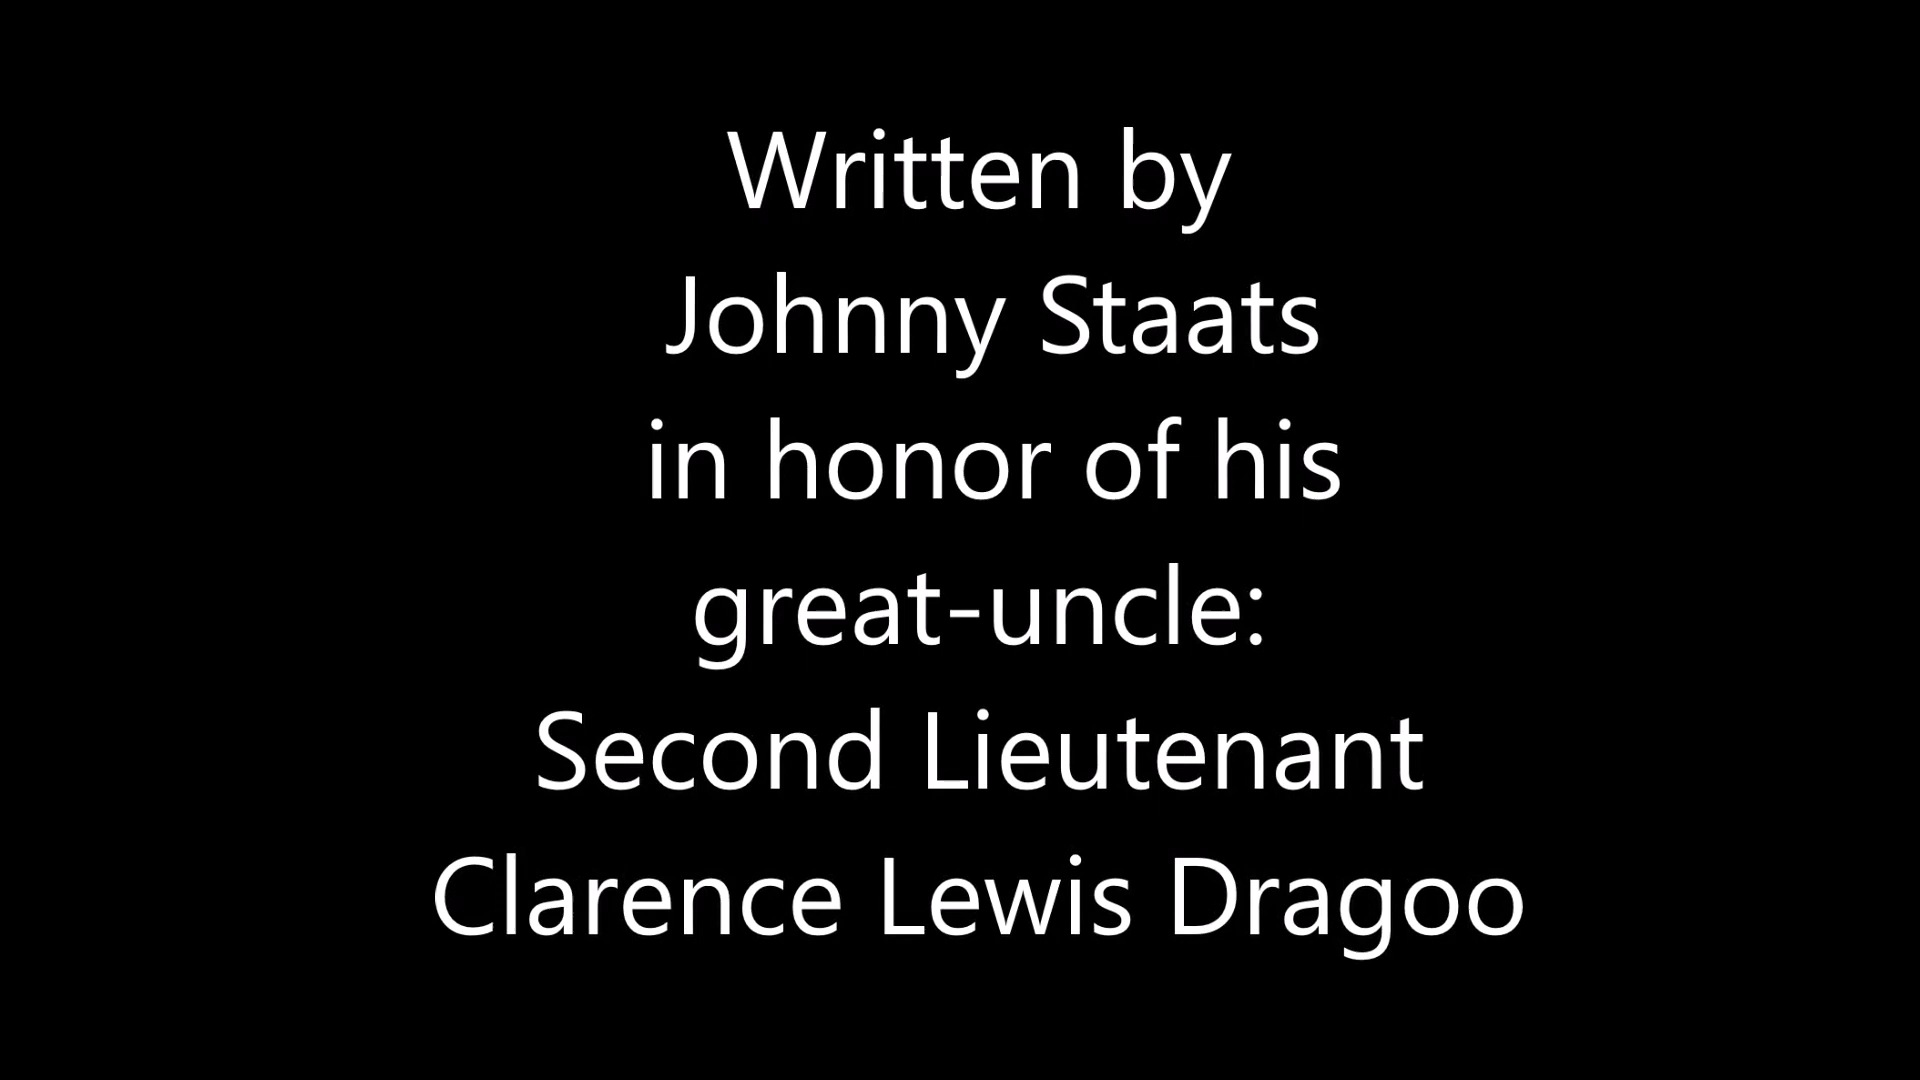 Written by
Johnny Staats
in honor of his
great-uncle:
Second Lieutenant
Clarence Lewis Dragoo